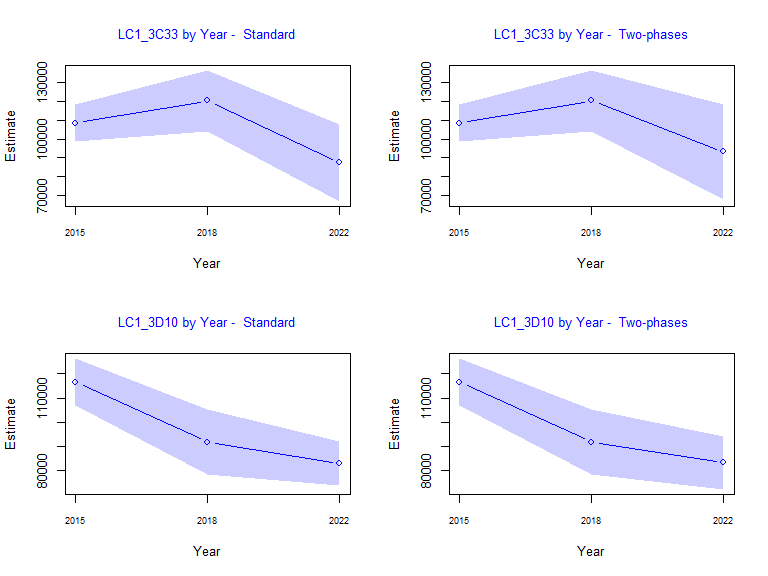 LC1_3C33 by Year -  Standard
Estimate
130000
100000
70000
2015
2018
2022
Year
LC1_3C33 by Year -  Two-phases
Estimate
130000
100000
70000
2015
2018
2022
Year
LC1_3D10 by Year -  Standard
Estimate
110000
80000
2015
2018
2022
Year
LC1_3D10 by Year -  Two-phases
Estimate
110000
80000
2015
2018
2022
Year